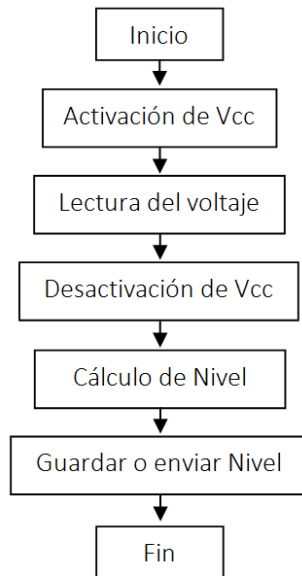 Inicio
Activación de Vcc
Lectura del voltaje
Desactivación de Vcc
Cálculo de Nivel
Guardar o enviar Nivel
Fin